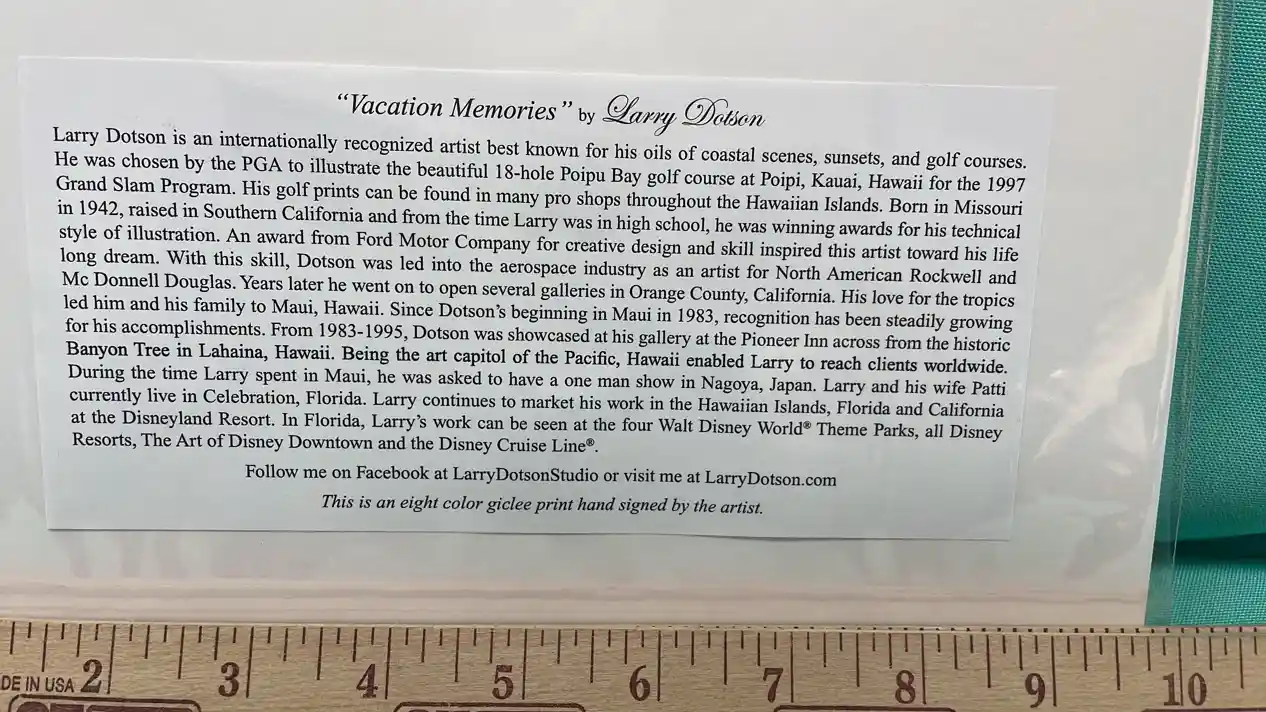 “Vacation Memories” by Larry Dotson
Larry Dotson is an internationally recognized artist best known for his oils of coastal scenes, sunsets, and golf courses.
He was chosen by the PGA to illustrate the beautiful 18-hole Poipu Bay golf course at Poipi, Kauai, Hawaii for the 1997
Grand Slam Program. His golf prints can be found in many pro shops throughout the Hawaiian Islands. Born in Missouri
in 1942, raised in Southern California and from the time Larry was in high school, he was winning awards for his technical
style of illustration. An award from Ford Motor Company for creative design and skill inspired this artist toward his life
long dream. With this skill, Dotson was led into the aerospace industry as an artist for North American Rockwell and
Mc Donnell Douglas. Years later he went on to open several galleries in Orange County, California. His love for the tropics
led him and his family to Maui, Hawaii. Since Dotson’s beginning in Maui in 1983, recognition has been steadily growing
for his accomplishments. From 1983-1995, Dotson was showcased at his gallery at the Pioneer Inn across from the historic
Banyon Tree in Lahaina, Hawaii. Being the art capitol of the Pacific, Hawaii enabled Larry to reach clients worldwide.
During the time Larry spent in Maui, he was asked to have a one man show in Nagoya, Japan. Larry and his wife Patti
currently live in Celebration, Florida. Larry continues to market his work in the Hawaiian Islands, Florida and California
at the Disneyland Resort. In Florida, Larry’s work can be seen at the four Walt Disney World® Theme Parks, all Disney
Resorts, The Art of Disney Downtown and the Disney Cruise Line®.
Follow me on Facebook at LarryDotsonStudio or visit me at LarryDotson.com
This is an eight color giclee print hand signed by the artist.
DE IN USA 2 3 4 5 6 7 8 9 10